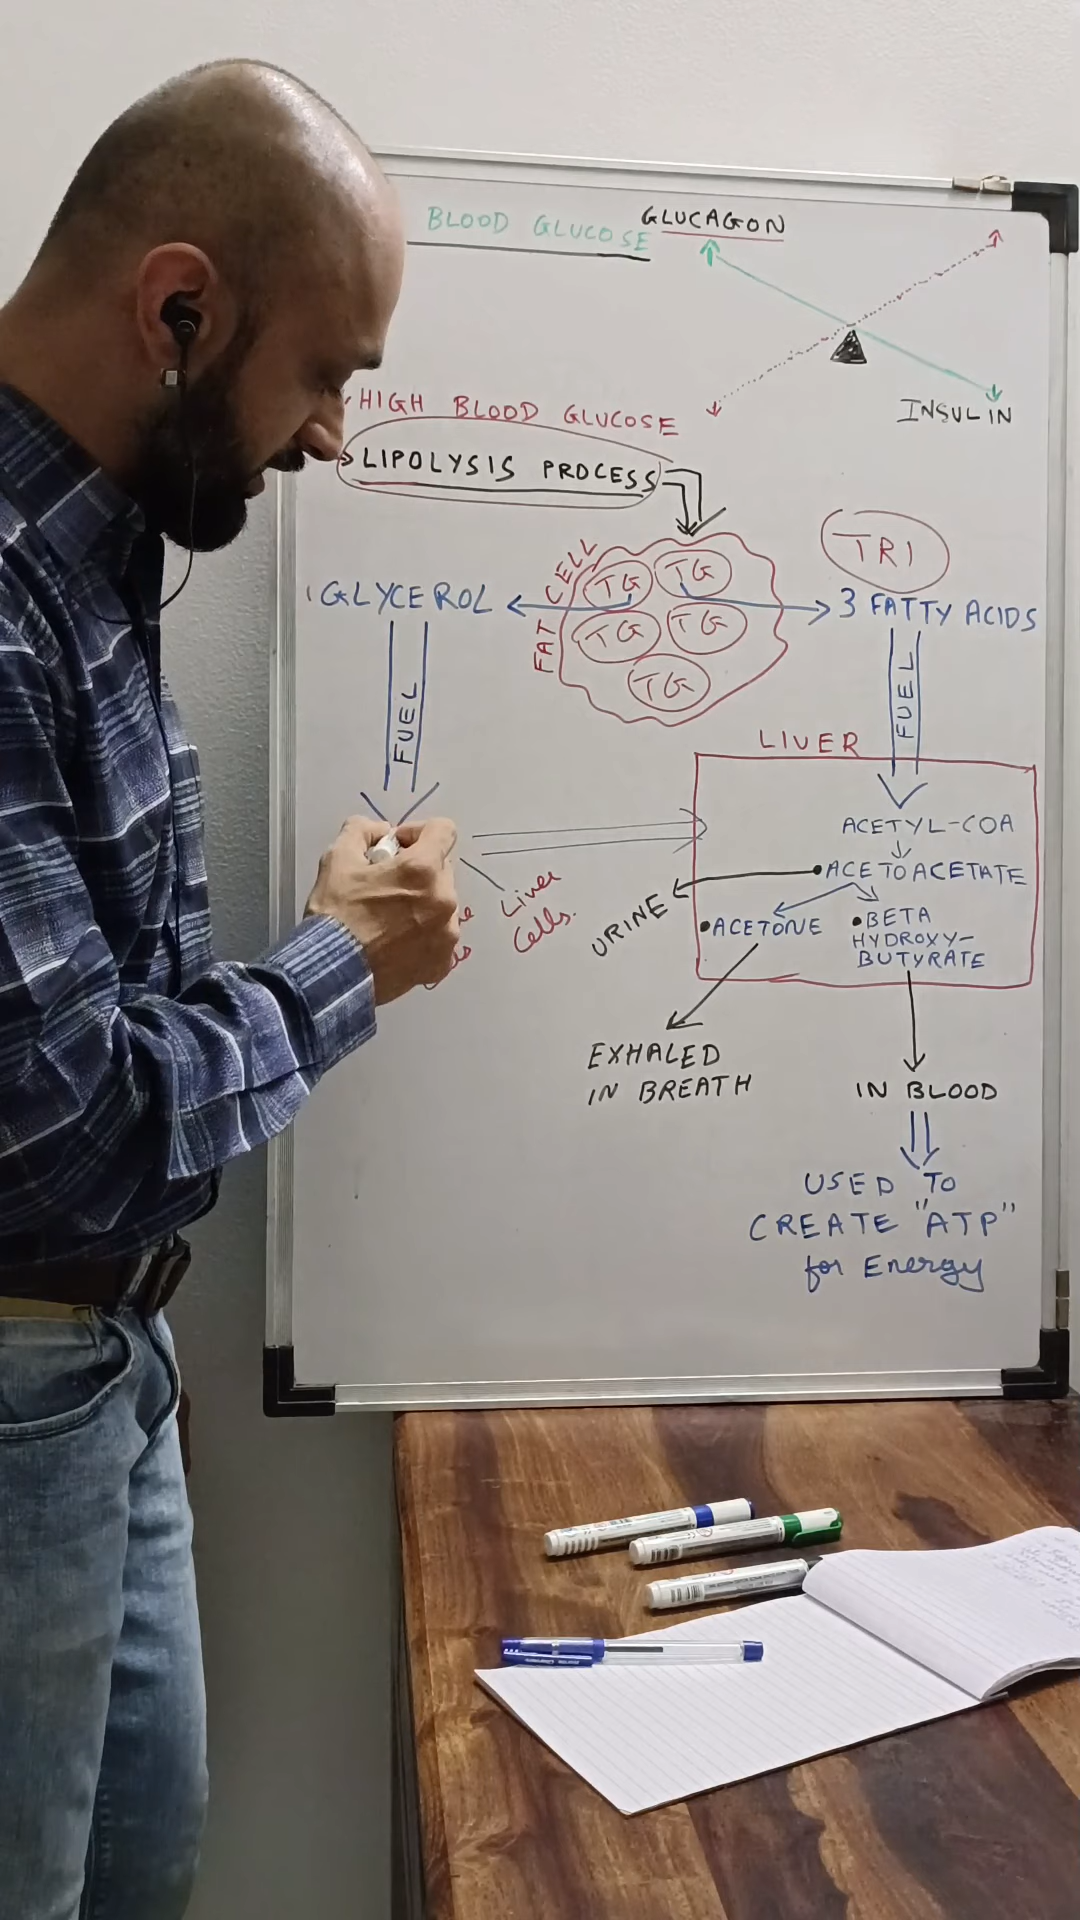 BLOOD GLUCOSE
GLUCAGON
INSULIN
HIGH BLOOD GLUCOSE
LIPOLYSIS PROCESS
FAT CELL
TG
TG
TG
TG
TG
TRI
1 GLYCEROL
3 FATTY ACIDS
FUEL
FUEL
LIVER
ACETYL-COA
ACETOACETATE
URINE
•ACETONE
•BETA
HYDROXY-
BUTYRATE
Liver
Cells.
EXHALED
IN BREATH
IN BLOOD
USED TO
CREATE "ATP"
for Energy